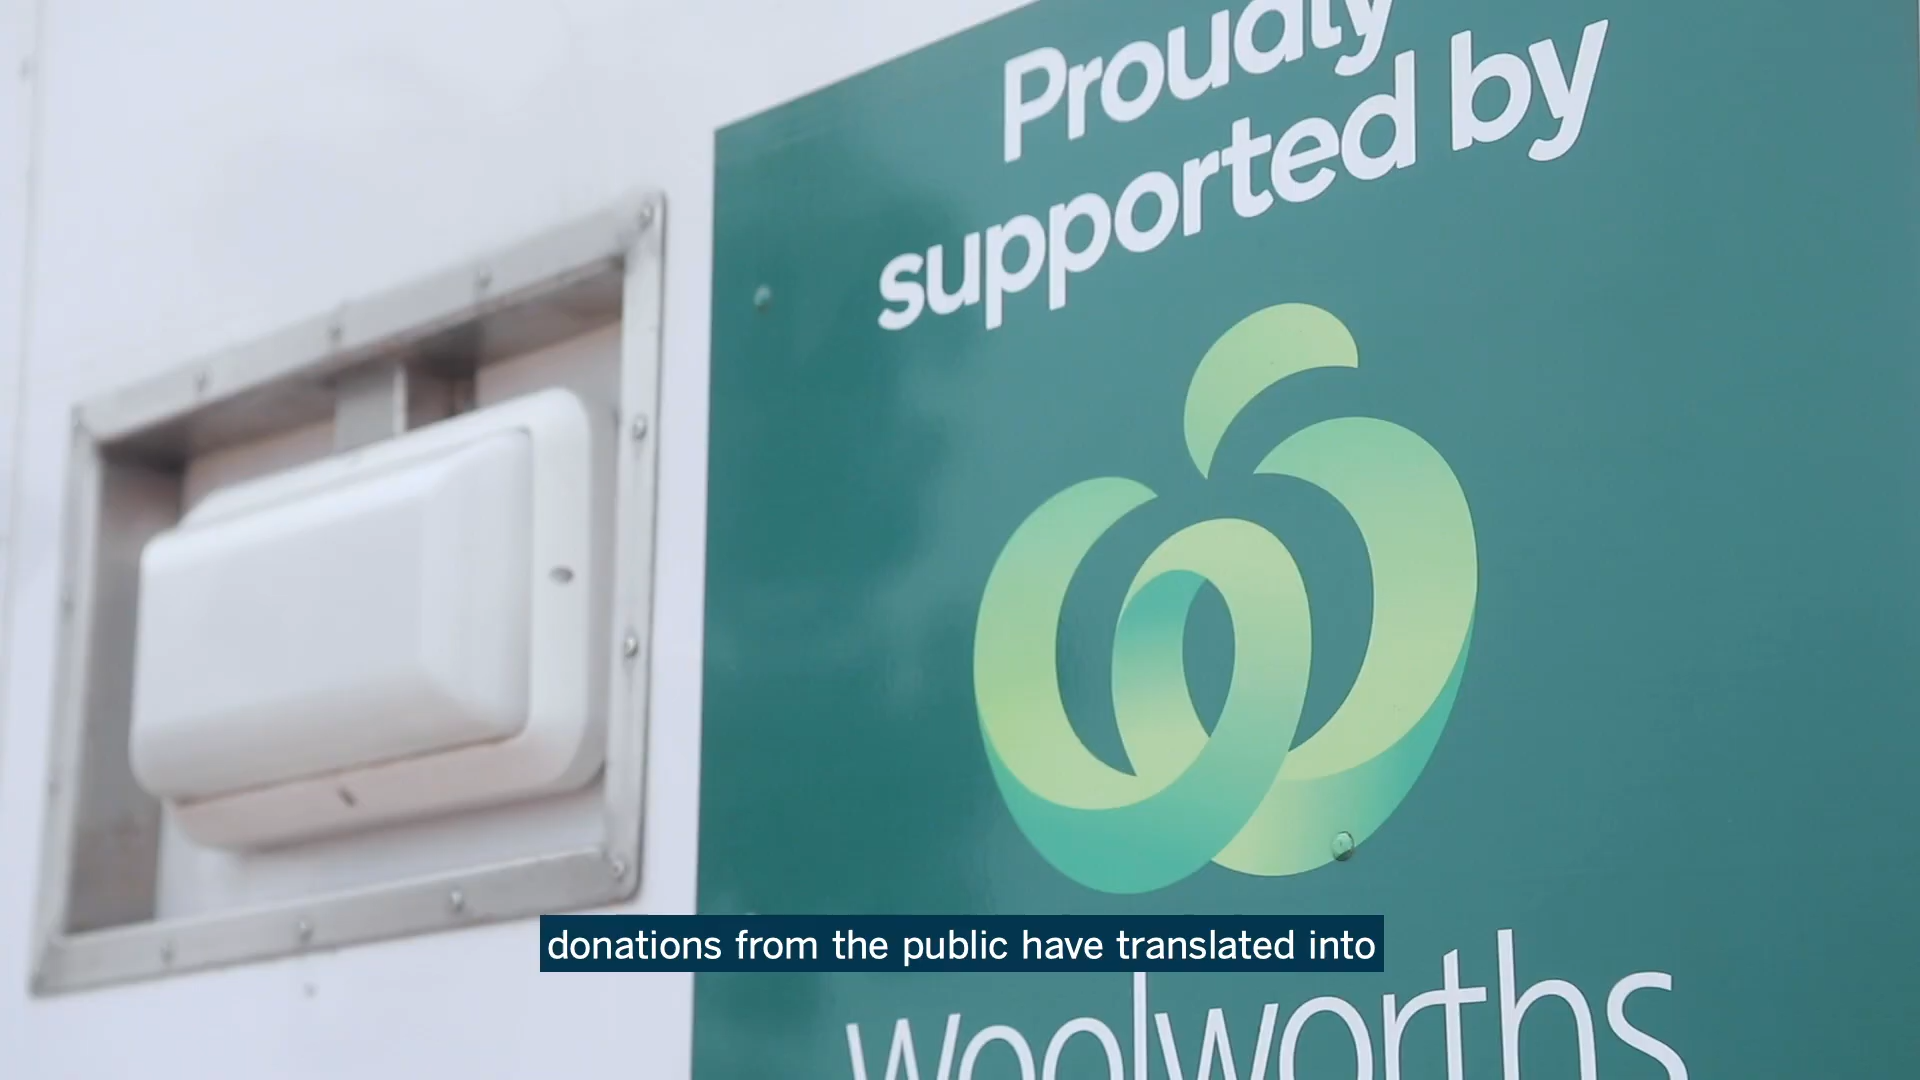 Proudly
supported by
donations from the public have translated into
woolworths